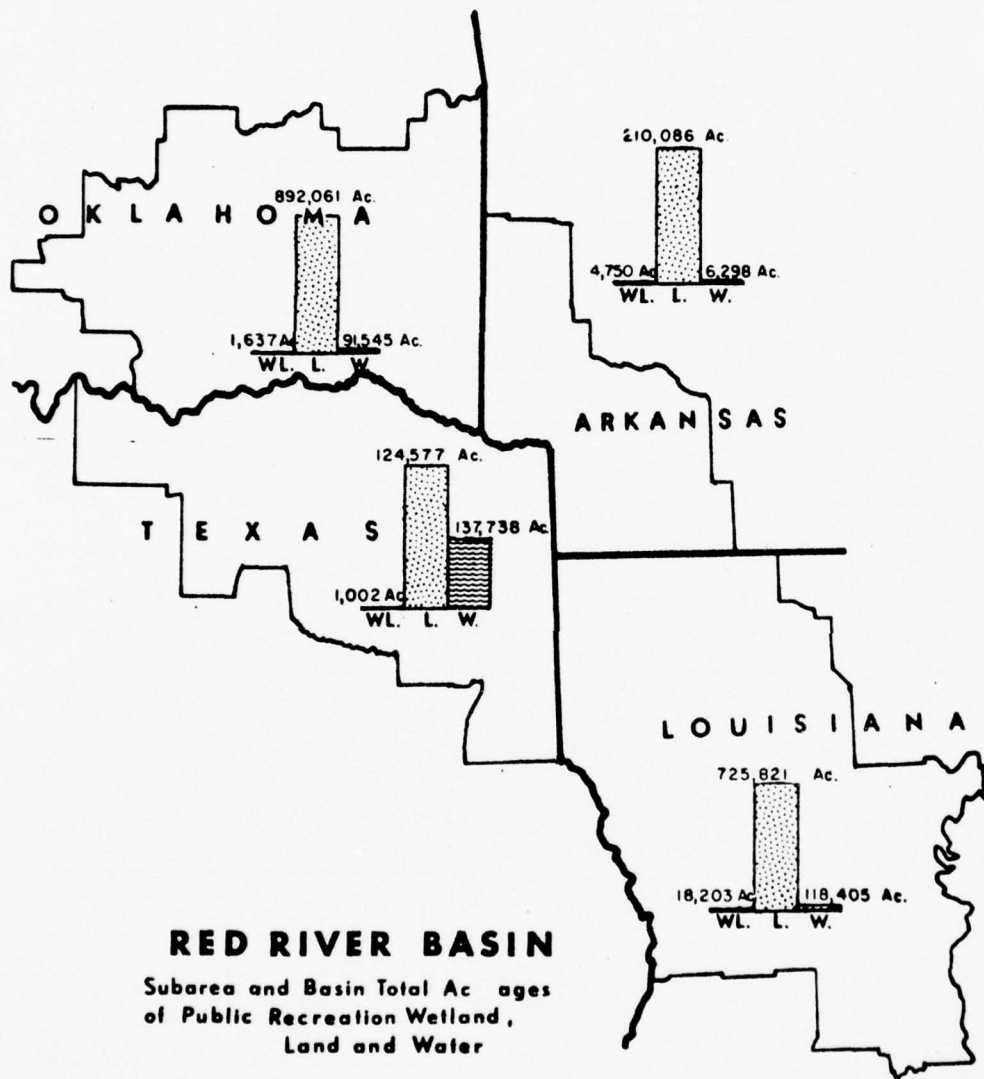 210,086 Ac.
4,750 Ac 6,298 Ac.
WL. L. W.
OKLAHOMA
892,061 Ac.
1,637 A 91,545 Ac.
WL. L. W
ARKANSAS
TEXAS
124,577 Ac.
137,738 Ac.
1,002 Ac
WL. L. W.
LOUISIANA
725,821 Ac.
18,203 Ac 118,405 Ac.
WL. L. W.
RED RIVER BASIN
Subarea and Basin Total Ac ages
of Public Recreation Wetland,
Land and Water